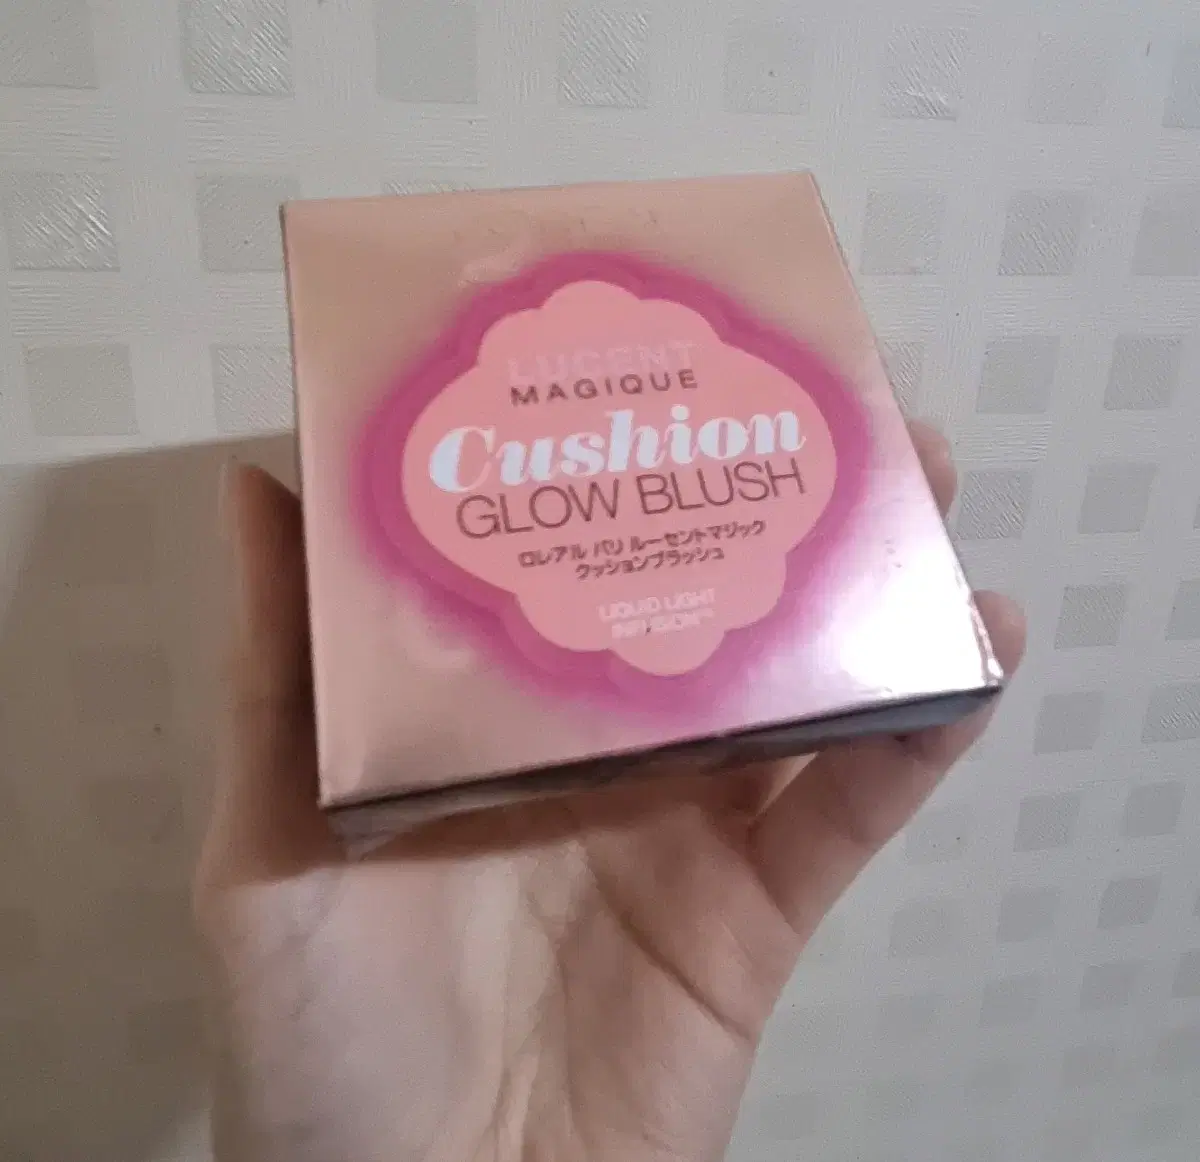 LUCENT
MAGIQUE
Cushion
GLOW BLUSH
ロレアル パリ ルーセントマジック
クッションブラッシュ
LIQUID LIGHT
INFUSION